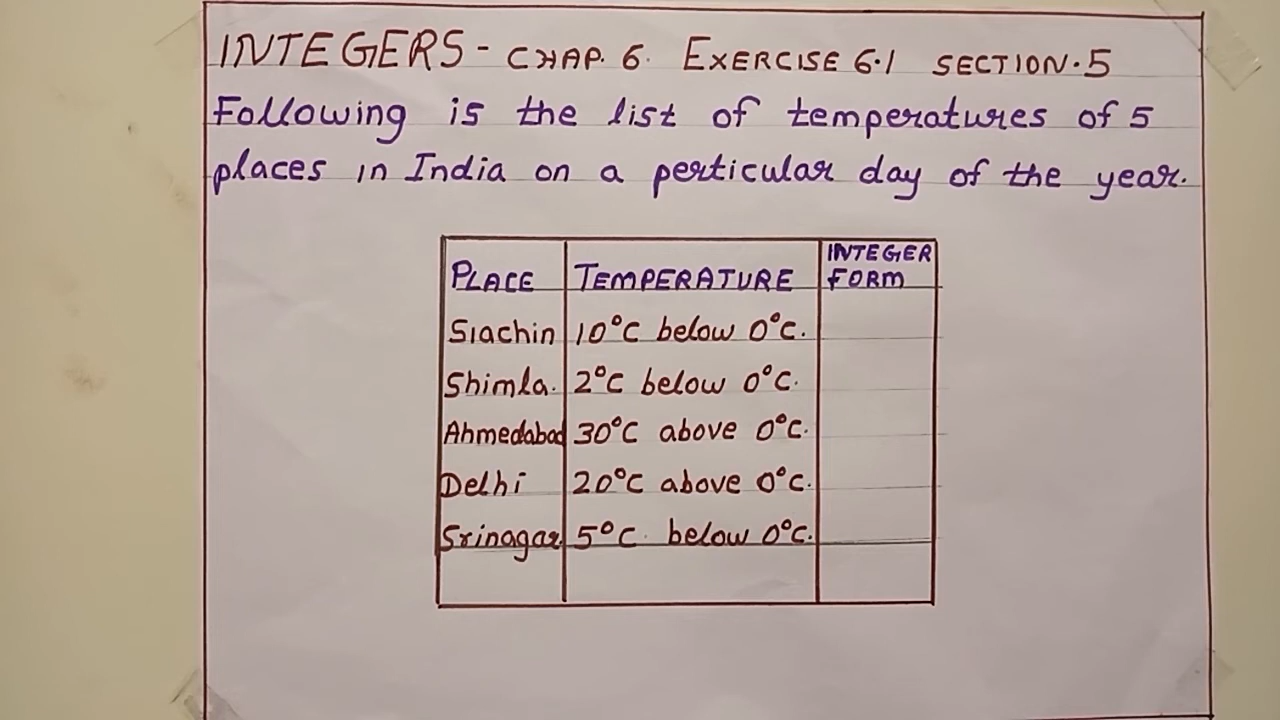 INTEGERS - CHAP. 6. EXERCISE 6.1 SECTION.5
Following is the list of temperatures of 5
places in India on a perticular day of the year.
PLACE TEMPERATURE INTEGER FORM
Siachin 10°C below 0°C.
Shimla. 2°C below 0°C.
Ahmedabad 30°C above 0°C.
Delhi 20°C above 0°C.
Srinagar. 5°C. below 0°C.